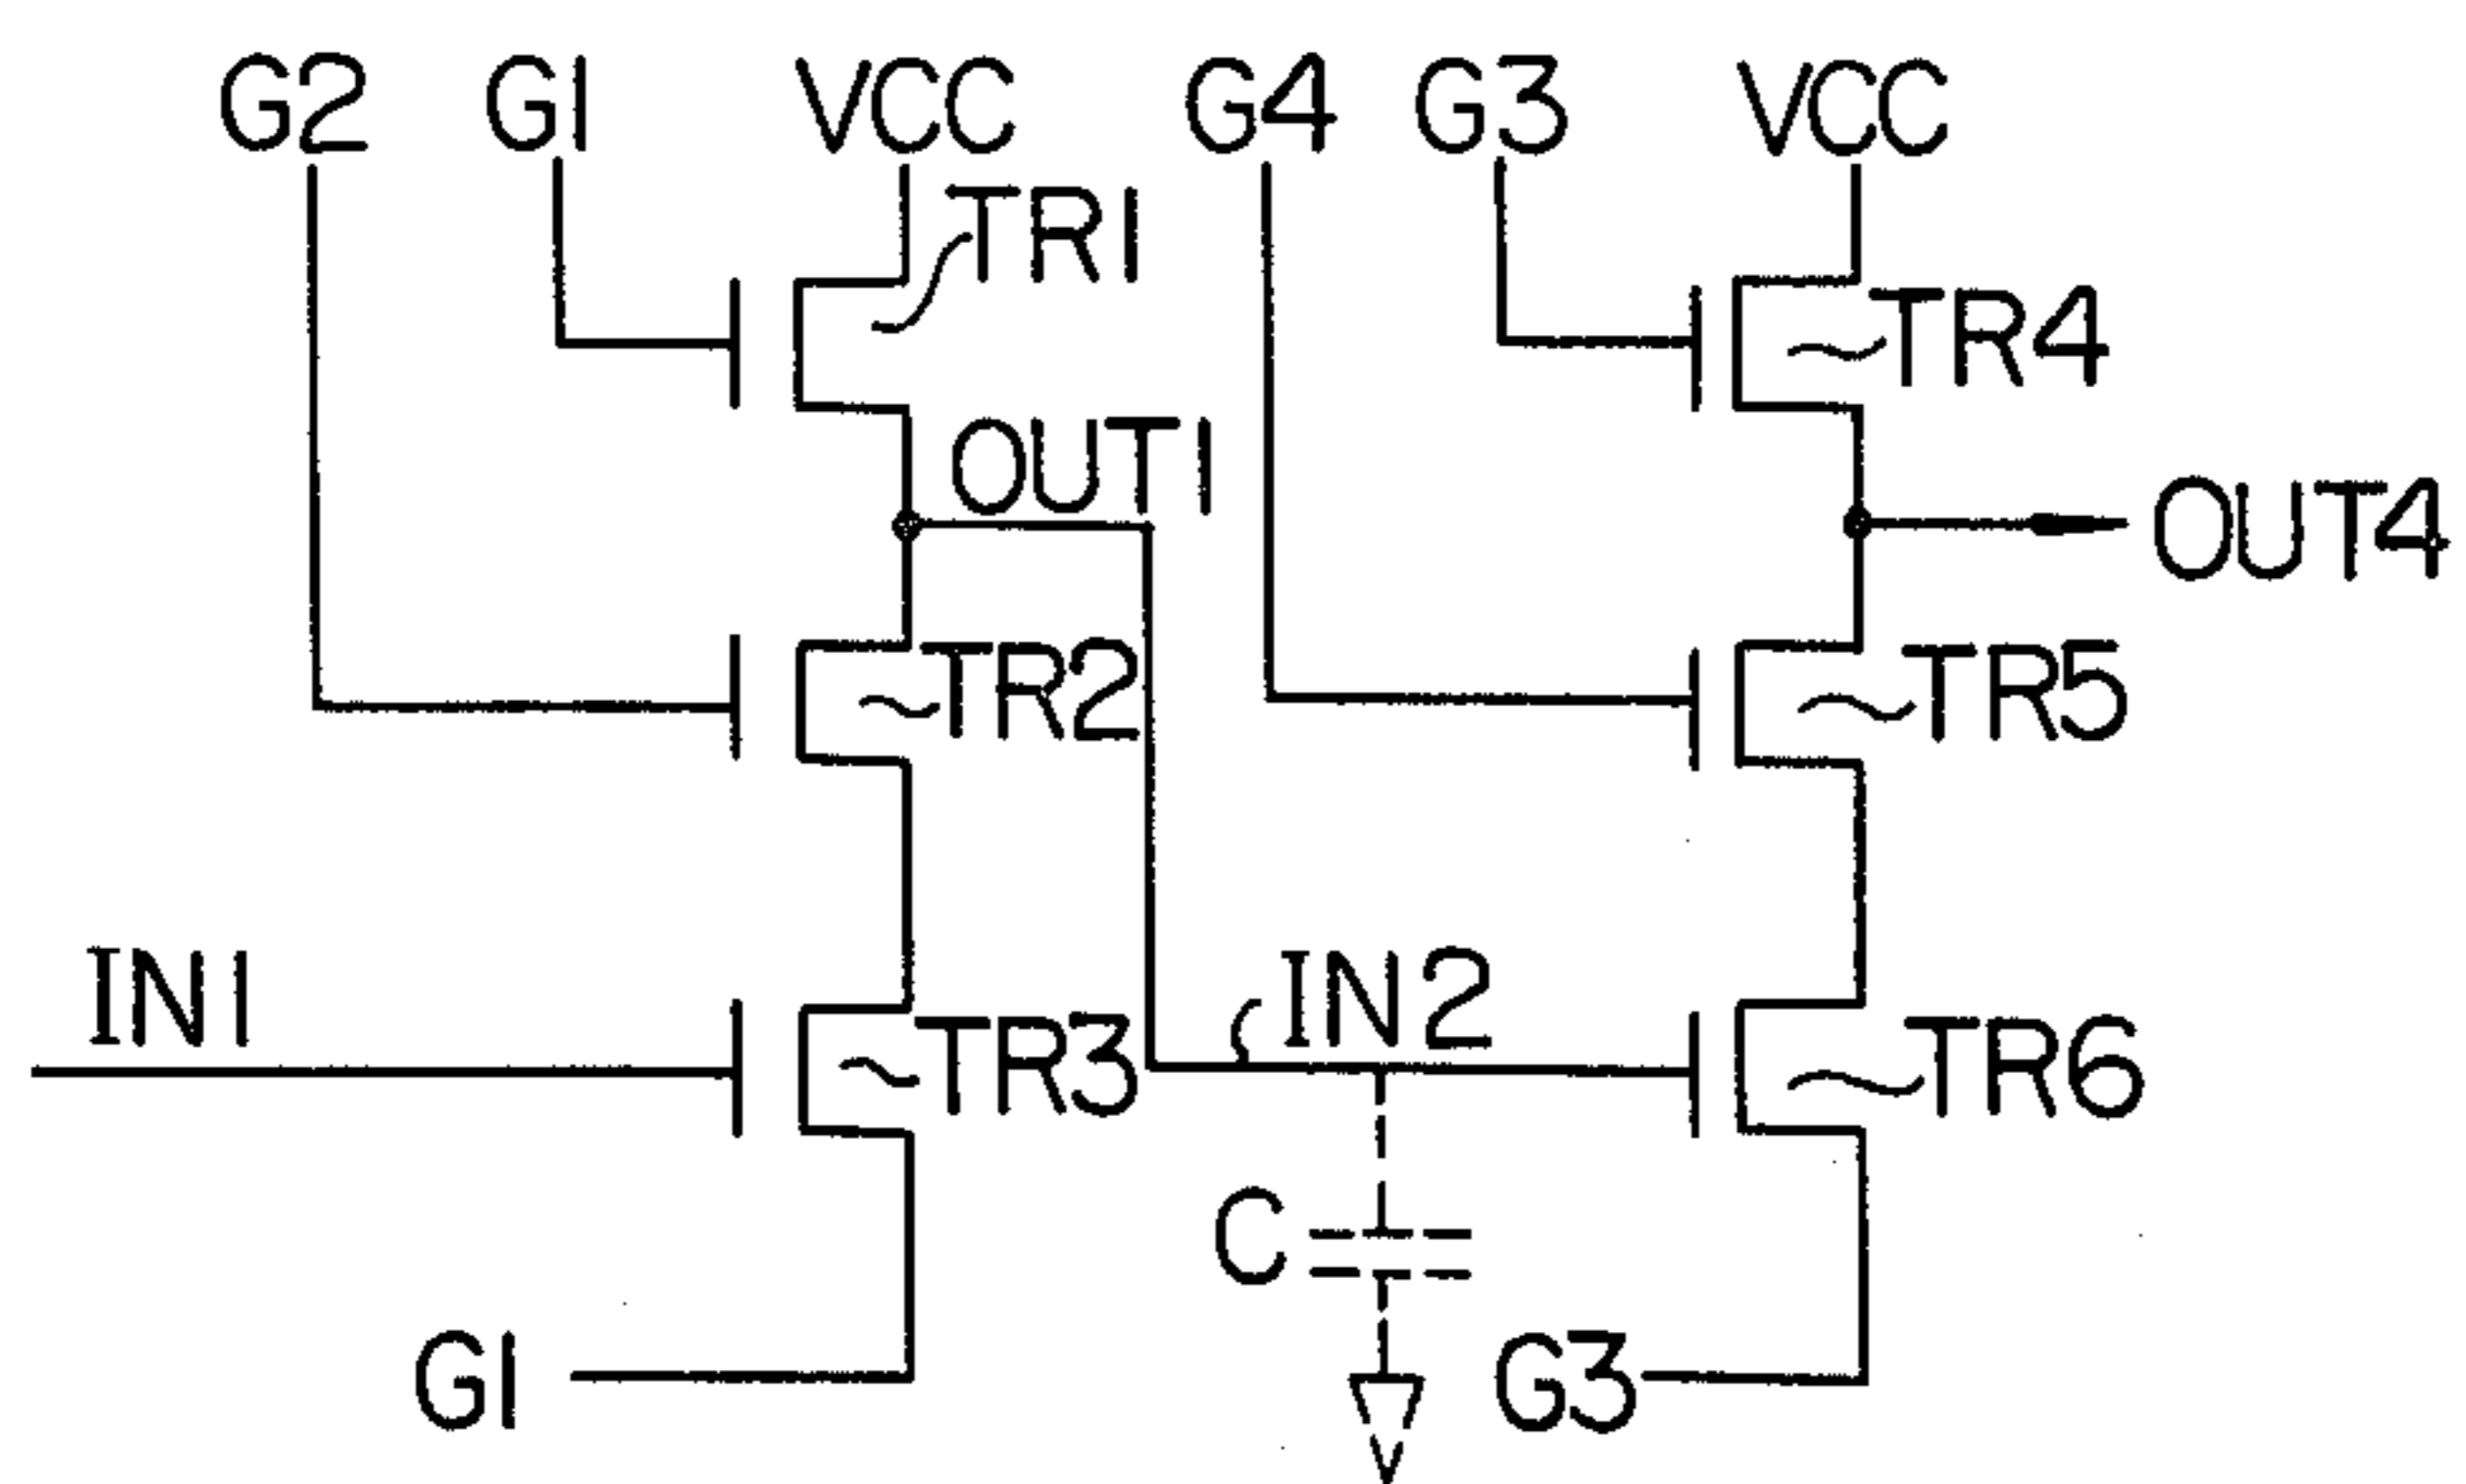 G2 G1 VCC G4 G3 VCC
TR1
TR4
OUT1
OUT4
TR2
TR5
IN1
IN2
TR3
TR6
C
G1
G3